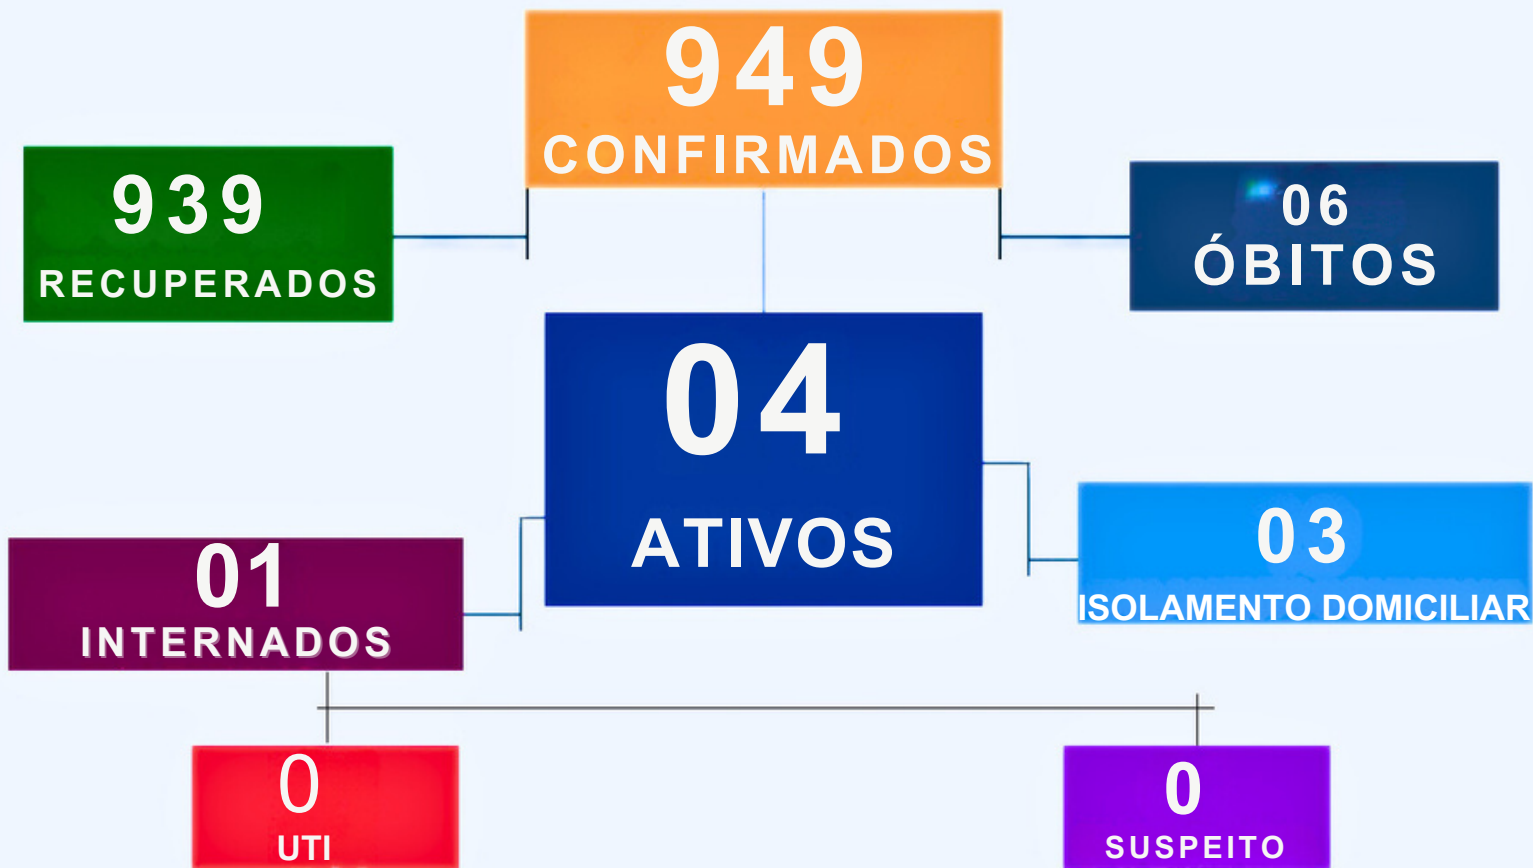 949
CONFIRMADOS
939
RECUPERADOS
06
ÓBITOS
04
ATIVOS
01
INTERNADOS
03
ISOLAMENTO DOMICILIAR
0
UTI
0
SUSPEITO